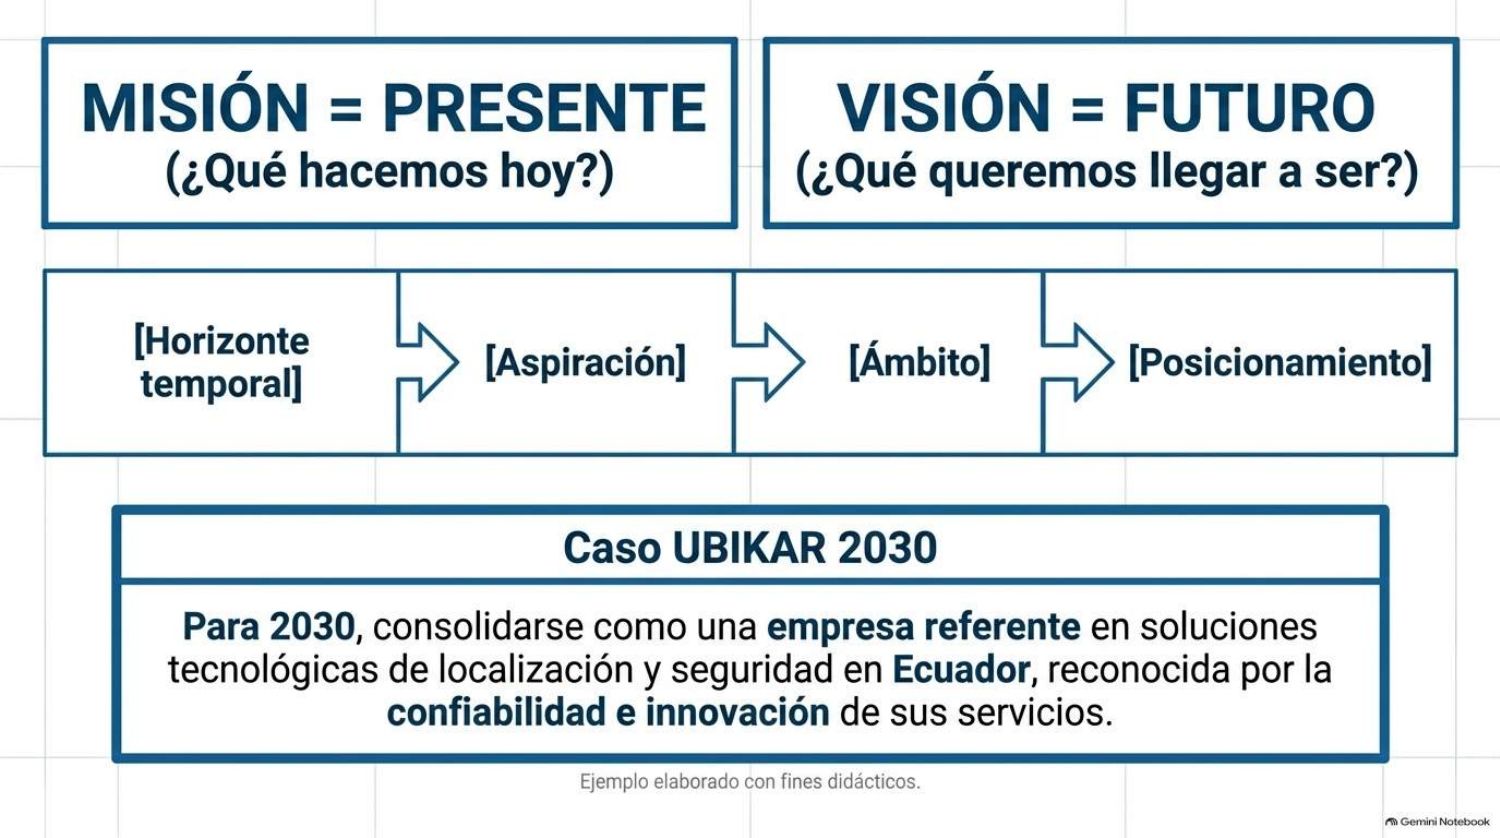 MISIÓN = PRESENTE
(¿Qué hacemos hoy?)
VISIÓN = FUTURO
(¿Qué queremos llegar a ser?)
[Horizonte
temporal]
[Aspiración]
[Ámbito]
[Posicionamiento]
Caso UBIKAR 2030
Para 2030, consolidarse como una empresa referente en soluciones
tecnológicas de localización y seguridad en Ecuador, reconocida por la
confiabilidad e innovación de sus servicios.
Ejemplo elaborado con fines didácticos.
Gemini Notebook